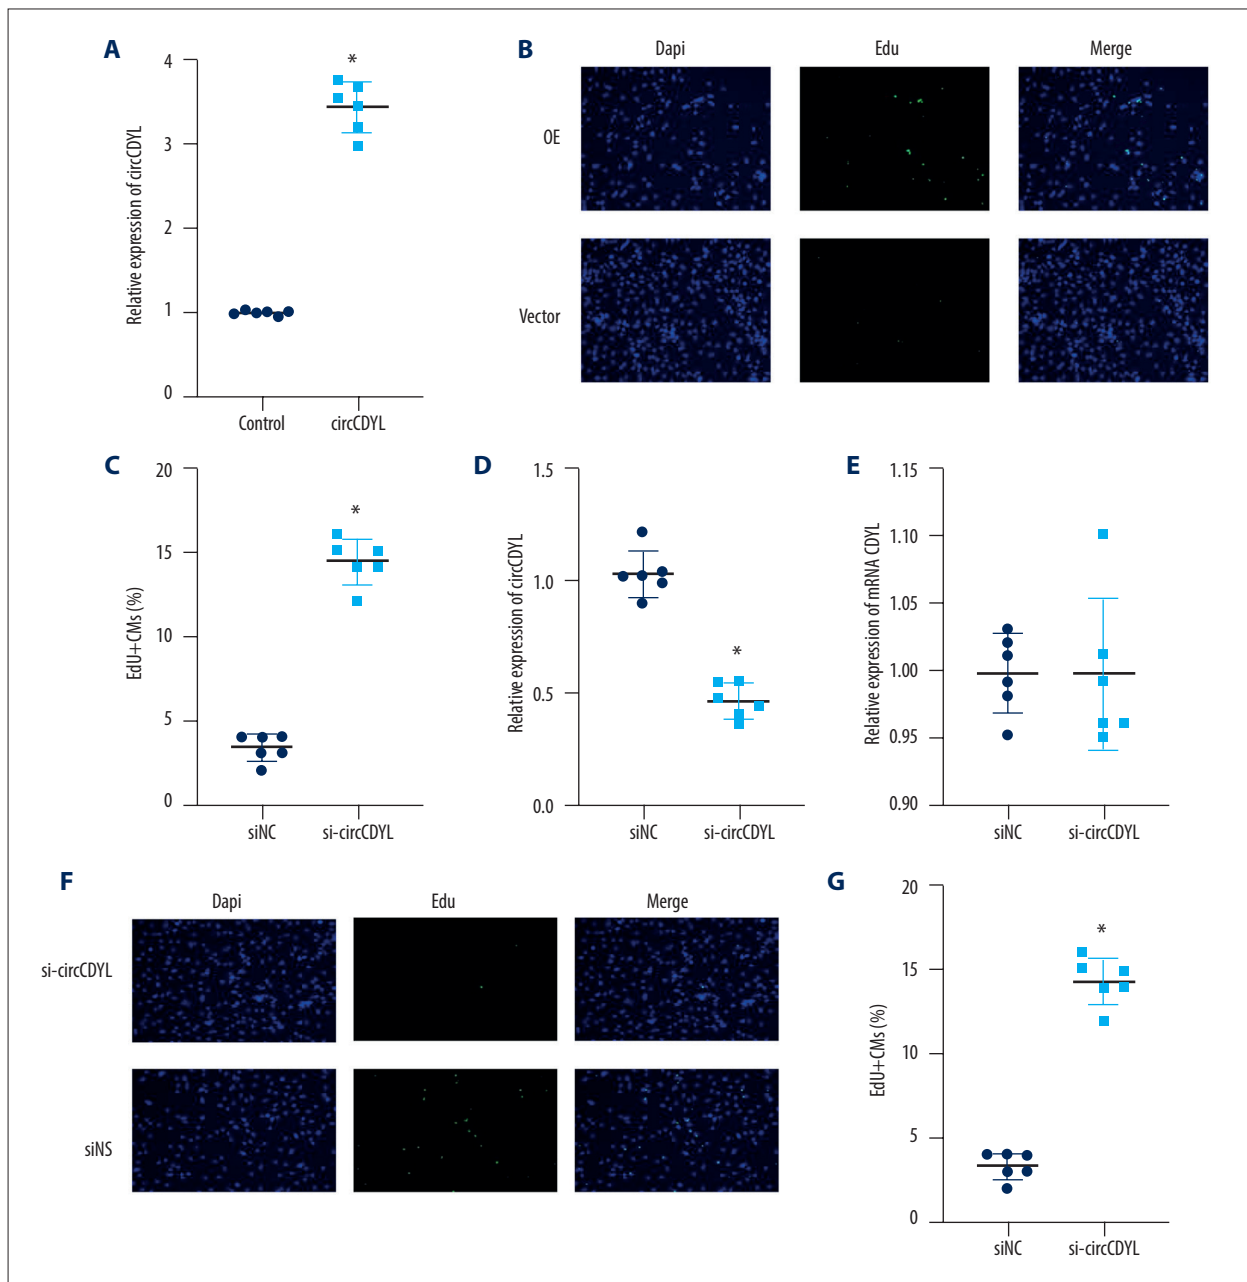 A
Relative expression of circCDYL
4
3
2
1
0
*
Control
circCDYL
B
Dapi
Edu
Merge
OE
Vector
C
EdU+CMs (%)
20
15
10
5
0
*
siNC
si-circCDYL
D
Relative expression of circCDYL
1.5
1.0
0.5
0.0
*
siNC
si-circCDYL
E
Relative expression of mRNA CDYL
1.15
1.10
1.05
1.00
0.95
0.90
siNC
si-circCDYL
F
Dapi
Edu
Merge
si-circCDYL
siNS
G
EdU+CMs (%)
20
15
10
5
0
*
siNC
si-circCDYL